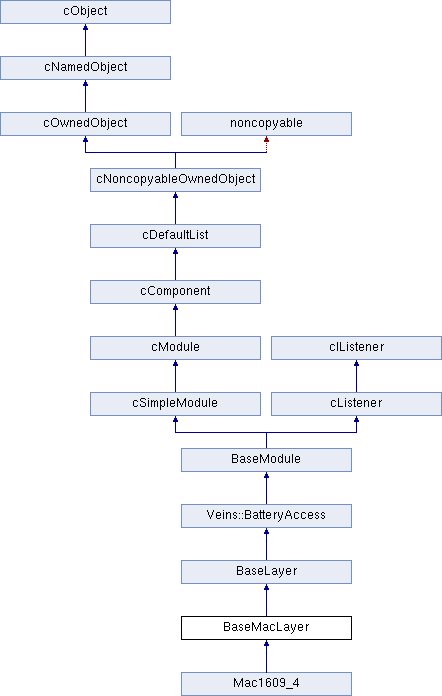 cObject
cNamedObject
cOwnedObject
noncopyable
cNoncopyableOwnedObject
cDefaultList
cComponent
cModule
cIListener
cSimpleModule
cListener
BaseModule
Veins::BatteryAccess
BaseLayer
BaseMacLayer
Mac1609_4